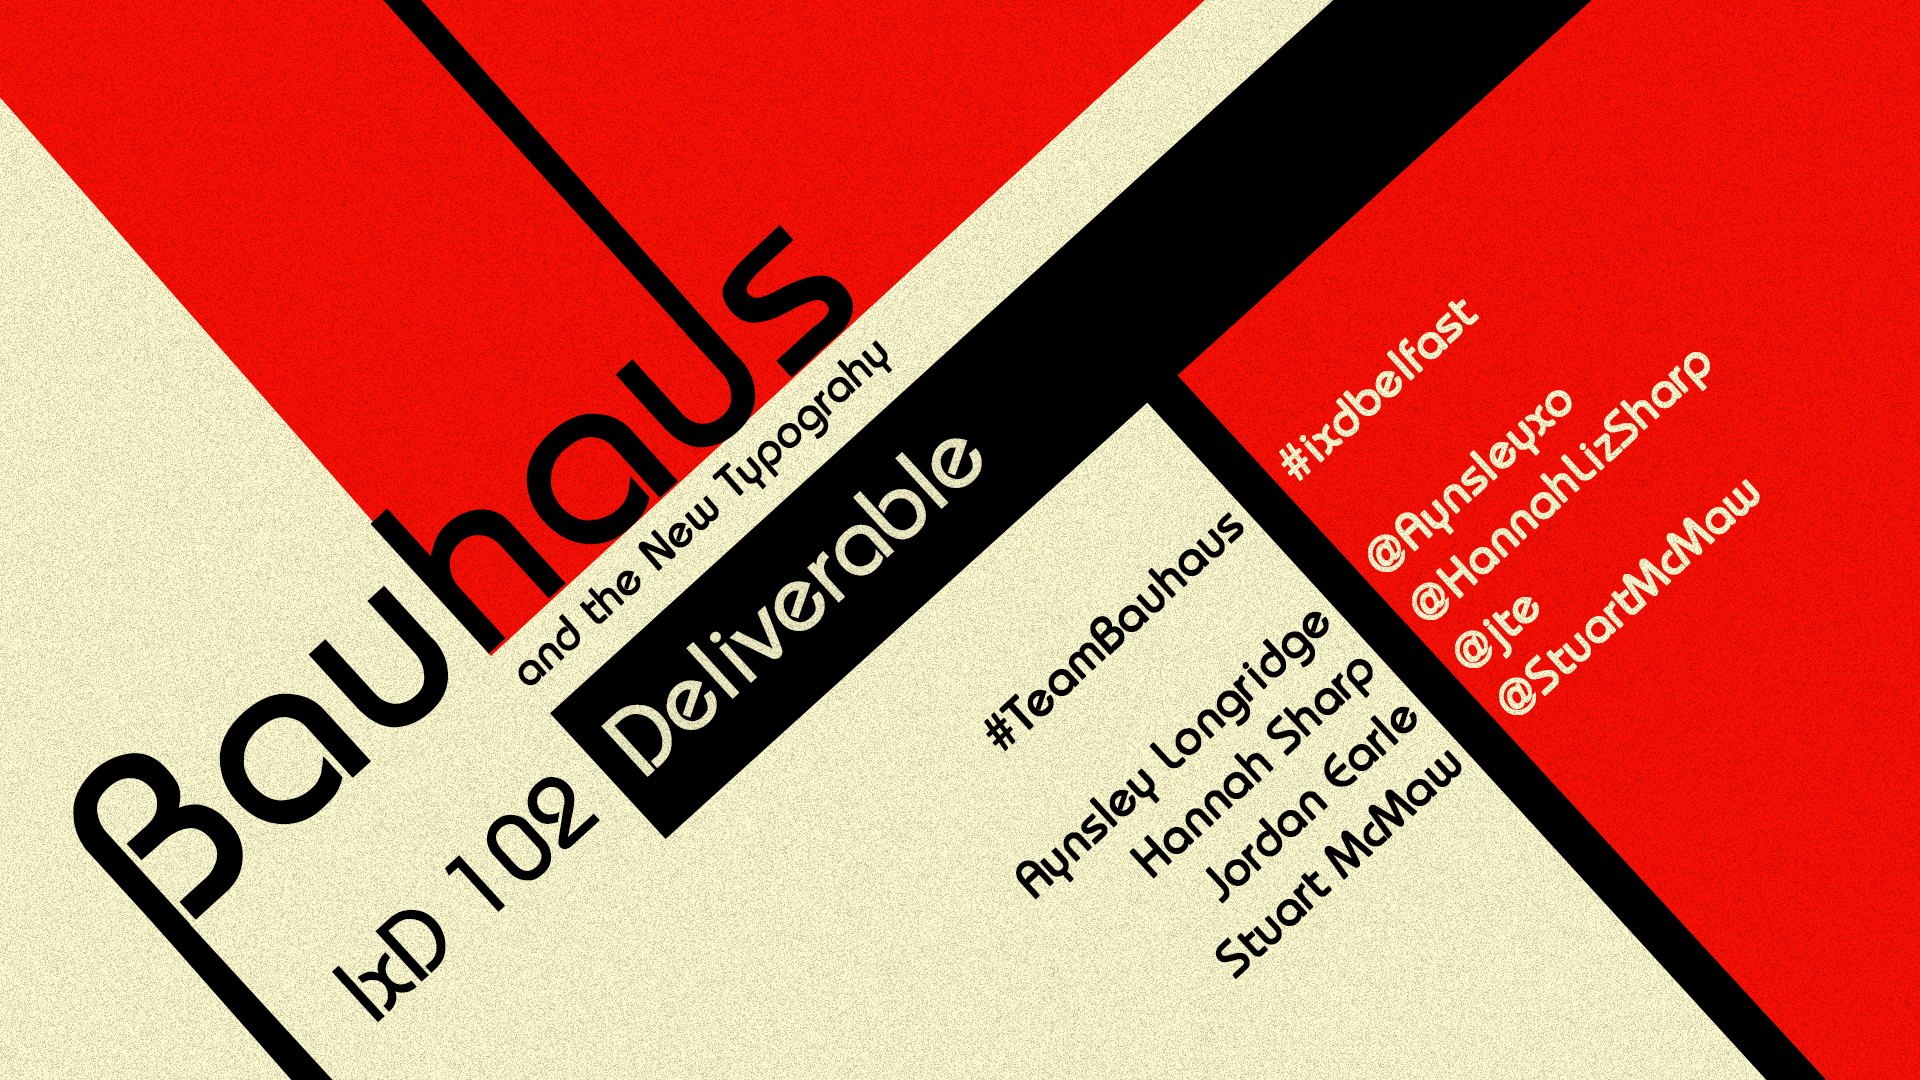 Bauhaus
and the New Typograhy
IxD 102
Deliverable
#TeamBauhaus
Aynsley Longridge
Hannah Sharp
Jordan Earle
Stuart McMaw
#ixdbelfast
@Aynsleyxo
@HannahLizSharp
@jte
@StuartMcMaw